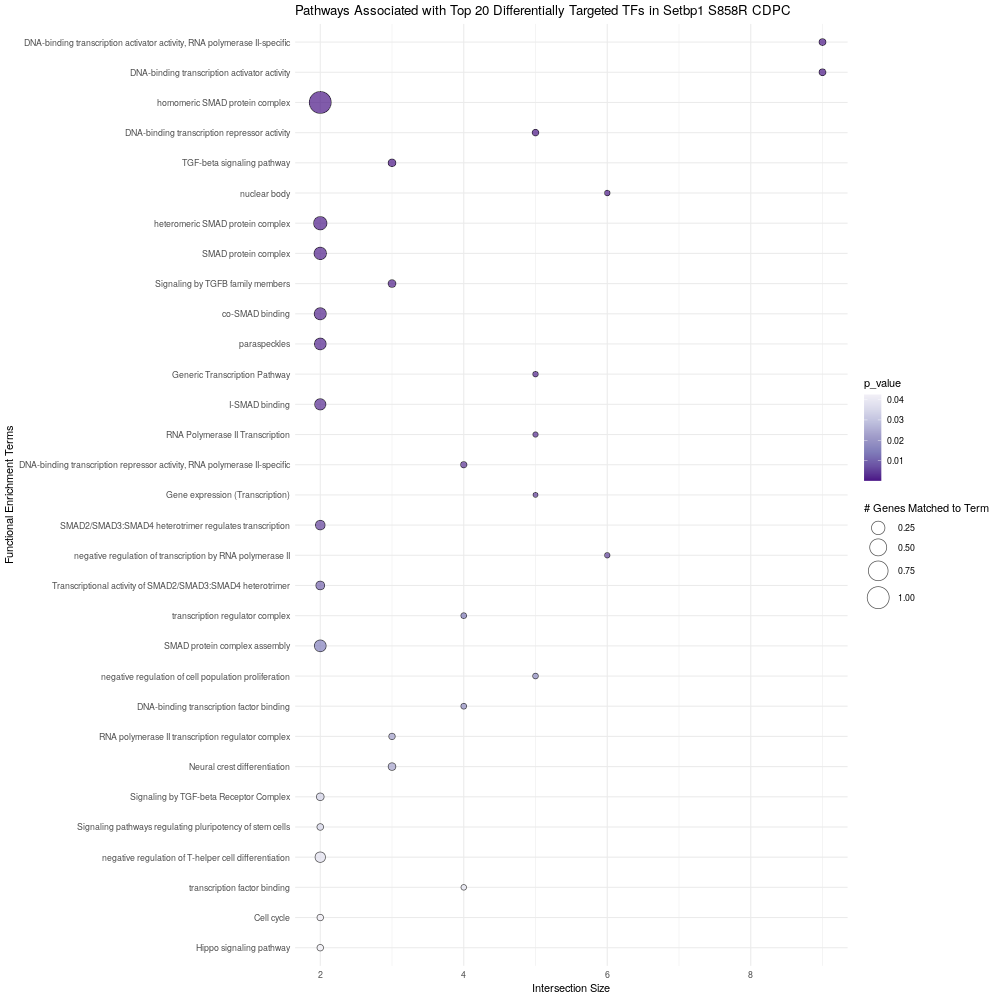 Pathways Associated with Top 20 Differentially Targeted TFs in Setbp1 S858R CDPC
Functional Enrichment Terms
DNA-binding transcription activator activity, RNA polymerase II-specific
DNA-binding transcription activator activity
homomeric SMAD protein complex
DNA-binding transcription repressor activity
TGF-beta signaling pathway
nuclear body
heteromeric SMAD protein complex
SMAD protein complex
Signaling by TGFB family members
co-SMAD binding
paraspeckles
Generic Transcription Pathway
I-SMAD binding
RNA Polymerase II Transcription
DNA-binding transcription repressor activity, RNA polymerase II-specific
Gene expression (Transcription)
SMAD2/SMAD3:SMAD4 heterotrimer regulates transcription
negative regulation of transcription by RNA polymerase II
Transcriptional activity of SMAD2/SMAD3:SMAD4 heterotrimer
transcription regulator complex
SMAD protein complex assembly
negative regulation of cell population proliferation
DNA-binding transcription factor binding
RNA polymerase II transcription regulator complex
Neural crest differentiation
Signaling by TGF-beta Receptor Complex
Signaling pathways regulating pluripotency of stem cells
negative regulation of T-helper cell differentiation
transcription factor binding
Cell cycle
Hippo signaling pathway
2 4 6 8
Intersection Size
p_value
0.04
0.03
0.02
0.01
# Genes Matched to Term
0.25
0.50
0.75
1.00